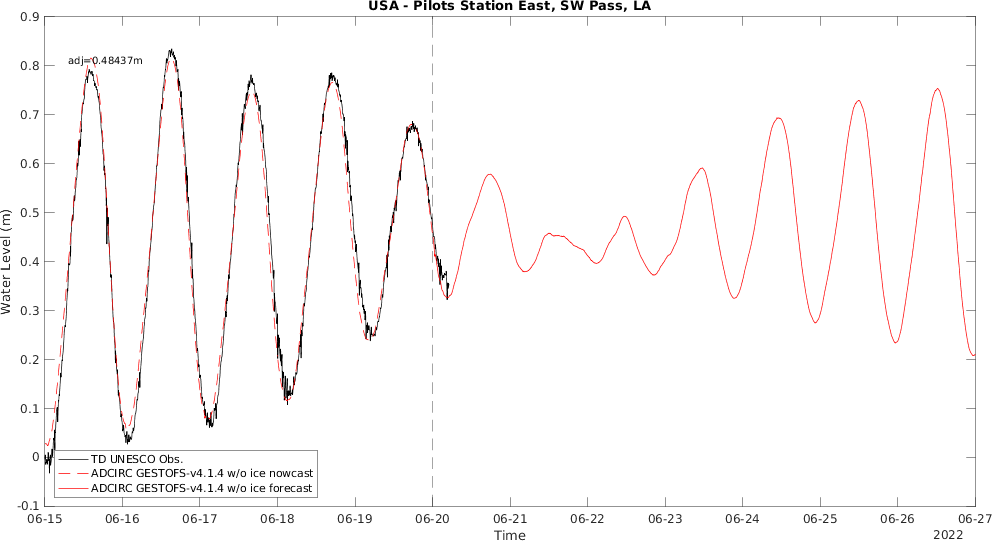 USA - Pilots Station East, SW Pass, LA
0.9
0.8
adj=0.48437m
0.7
0.6
0.5
0.4
0.3
0.2
0.1
0
-0.1
Water Level (m)
TD UNESCO Obs.
ADCIRC GESTOFS-v4.1.4 w/o ice nowcast
ADCIRC GESTOFS-v4.1.4 w/o ice forecast
06-15 06-16 06-17 06-18 06-19 06-20 06-21 06-22 06-23 06-24 06-25 06-26 06-27
Time
2022